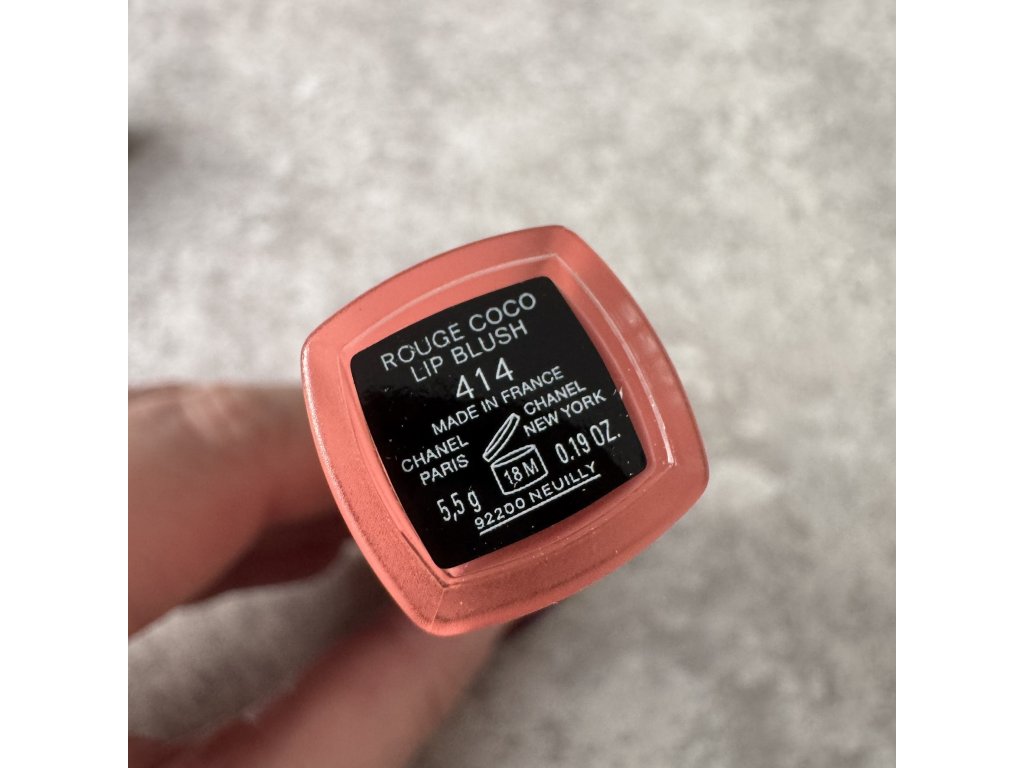 ROUGE COCO
LIP BLUSH
414
MADE IN FRANCE
CHANEL CHANEL
PARIS NEW YORK
5,5 g 18 M 0.19 OZ.
92200 NEUILLY